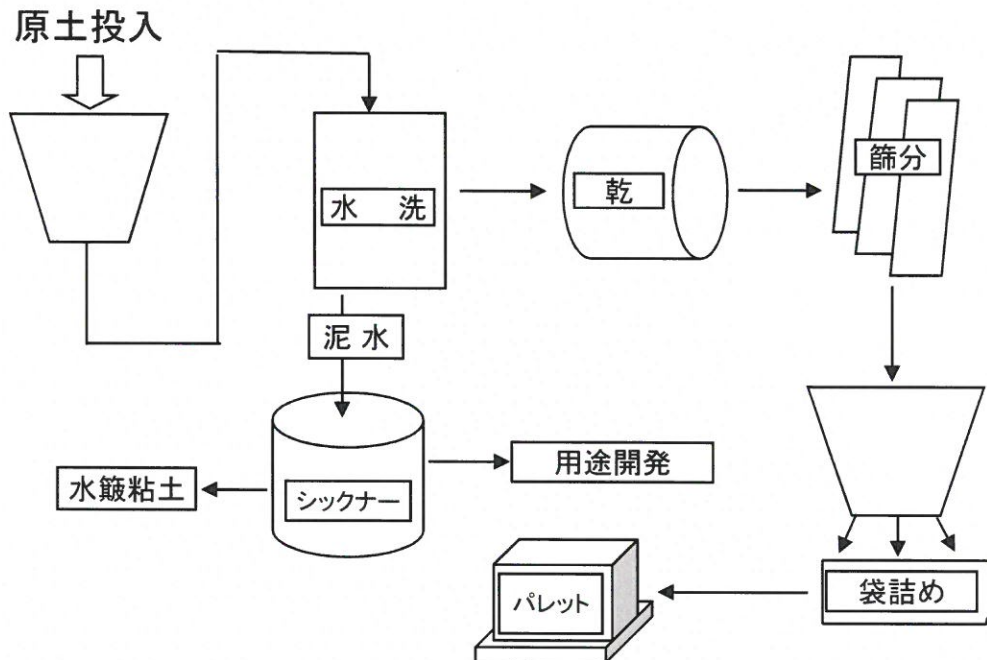 原土投入
水 洗
乾
篩分
泥 水
シックナー
水簸粘土
用途開発
袋詰め
パレット